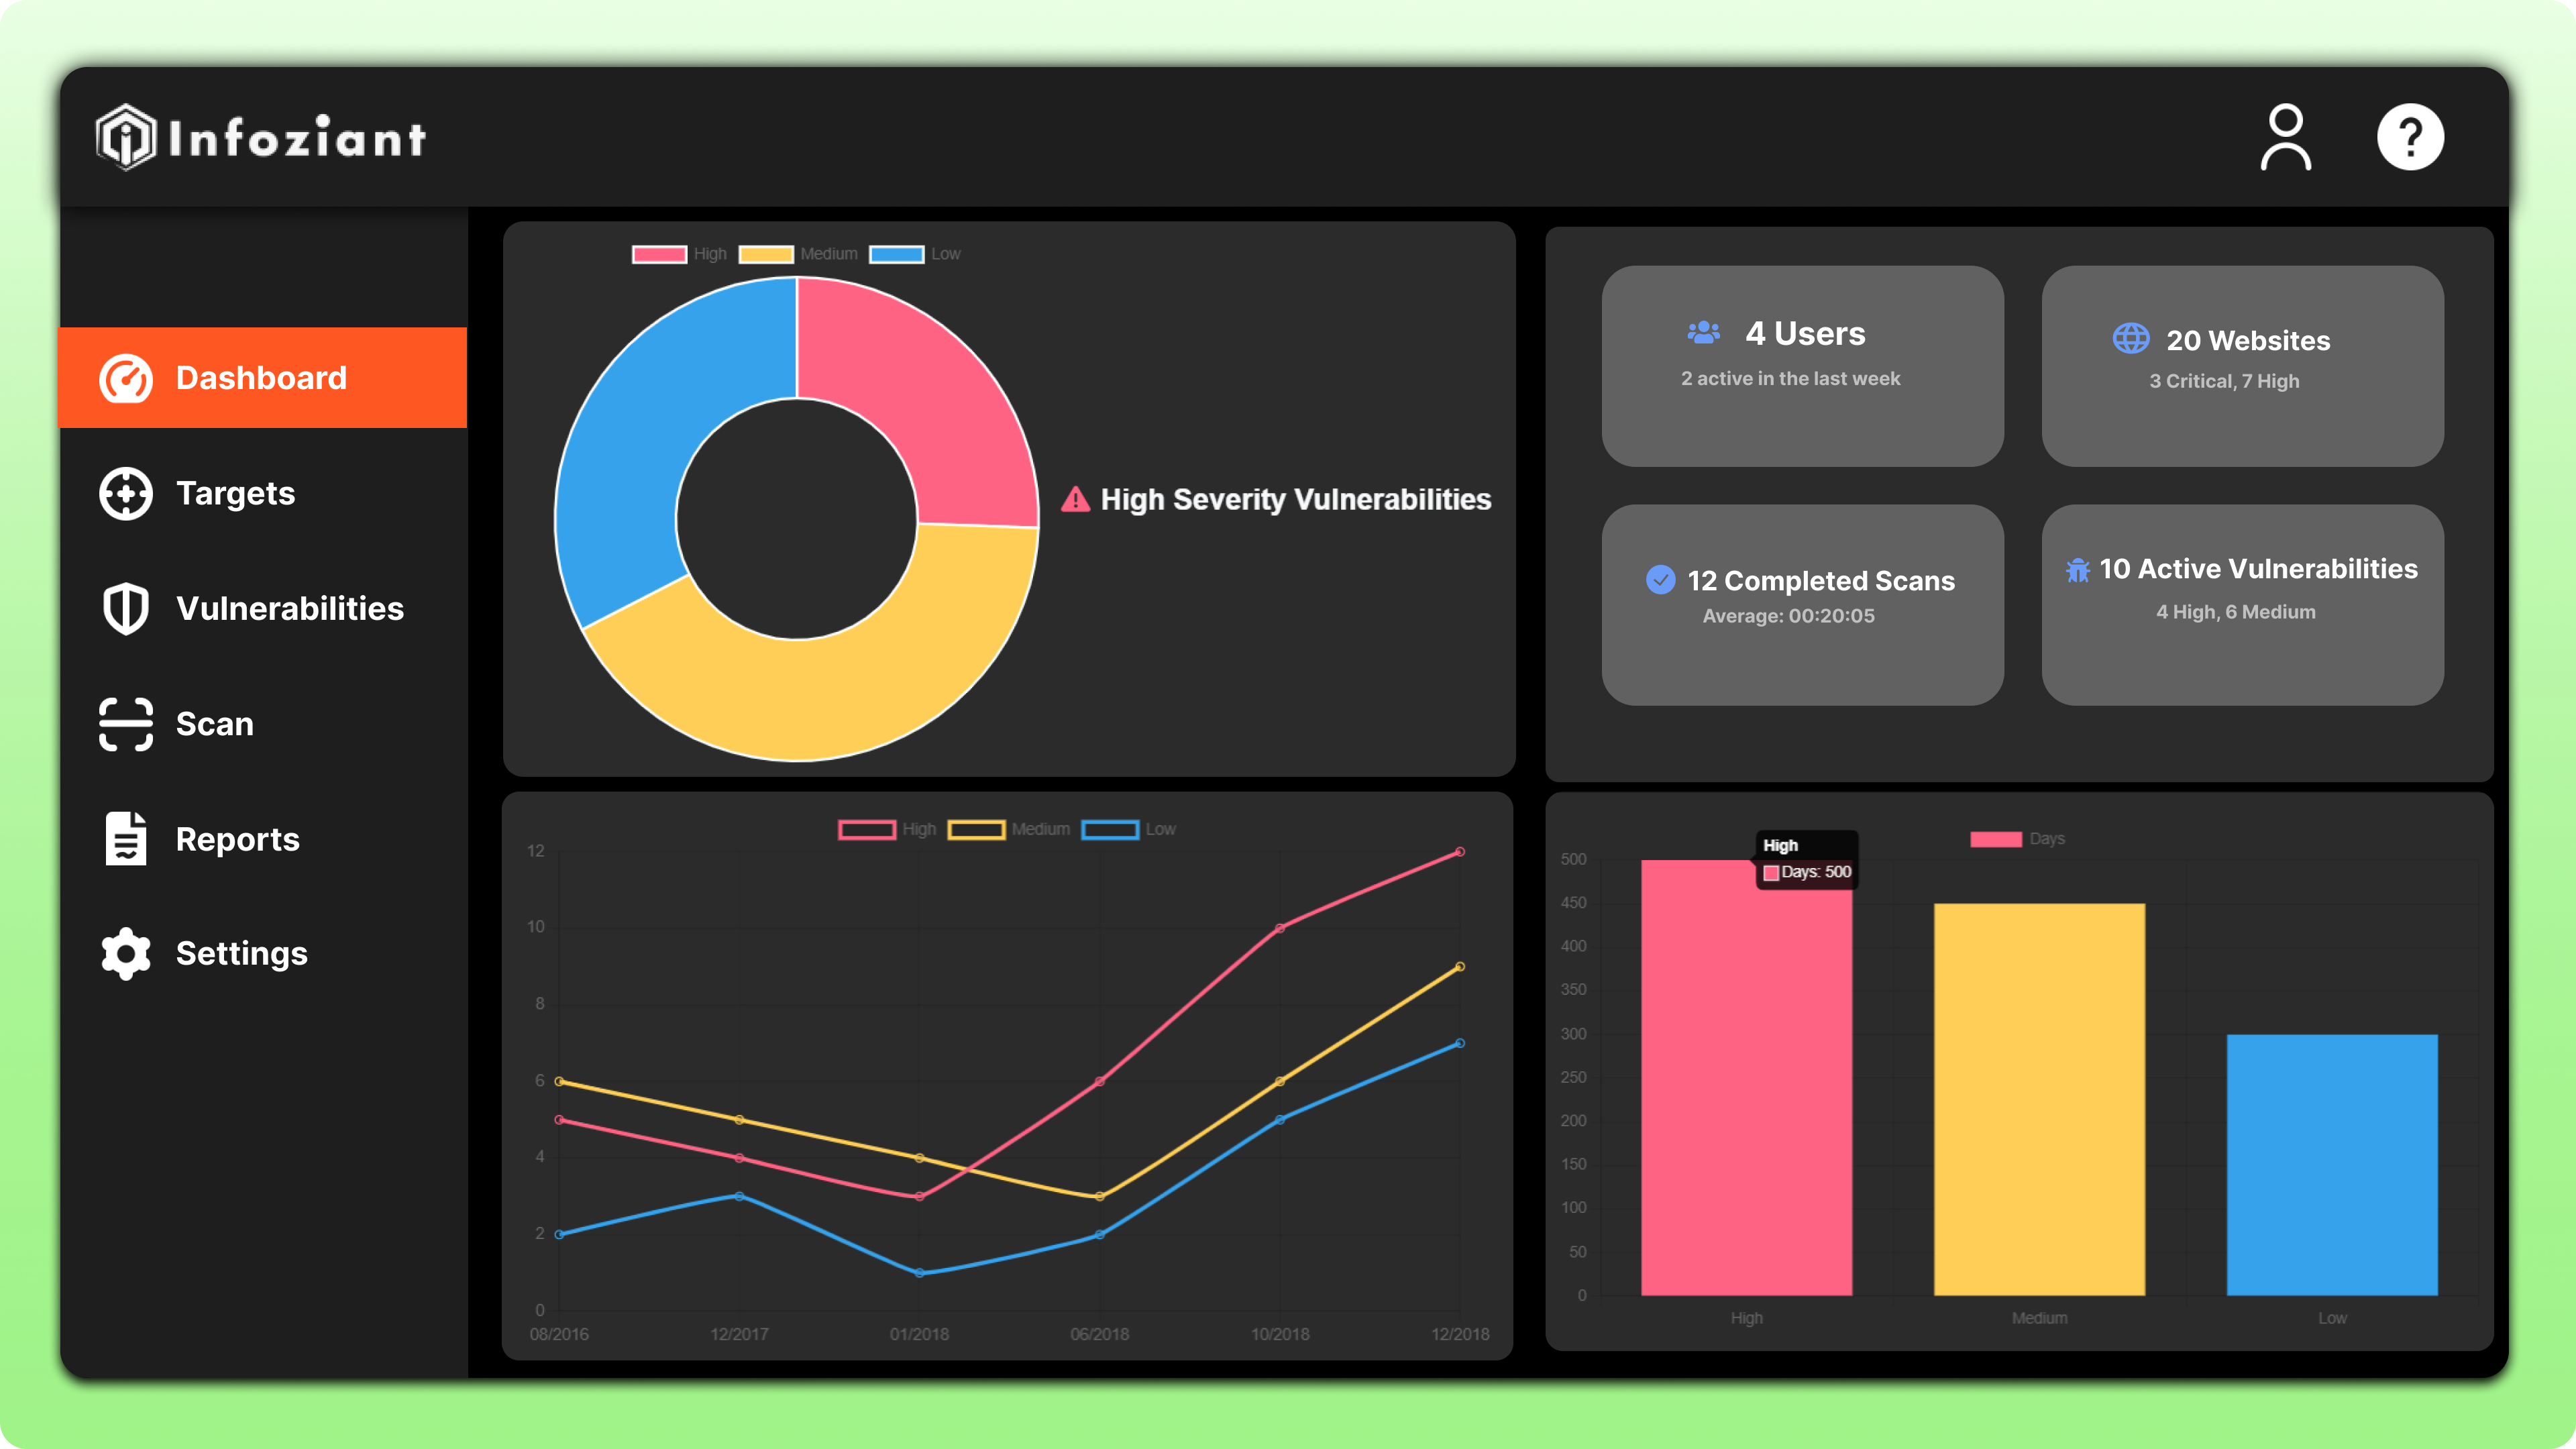 Infoziant
?
Dashboard
Targets
Vulnerabilities
Scan
Reports
Settings
High Medium Low
High Severity Vulnerabilities
4 Users
2 active in the last week
20 Websites
3 Critical, 7 High
12 Completed Scans
Average: 00:20:05
10 Active Vulnerabilities
4 High, 6 Medium
High Medium Low
12
10
8
6
4
2
0
08/2016 12/2017 01/2018 06/2018 10/2018 12/2018
Days
High
Days: 500
500
450
400
350
300
250
200
150
100
50
0
High Medium Low